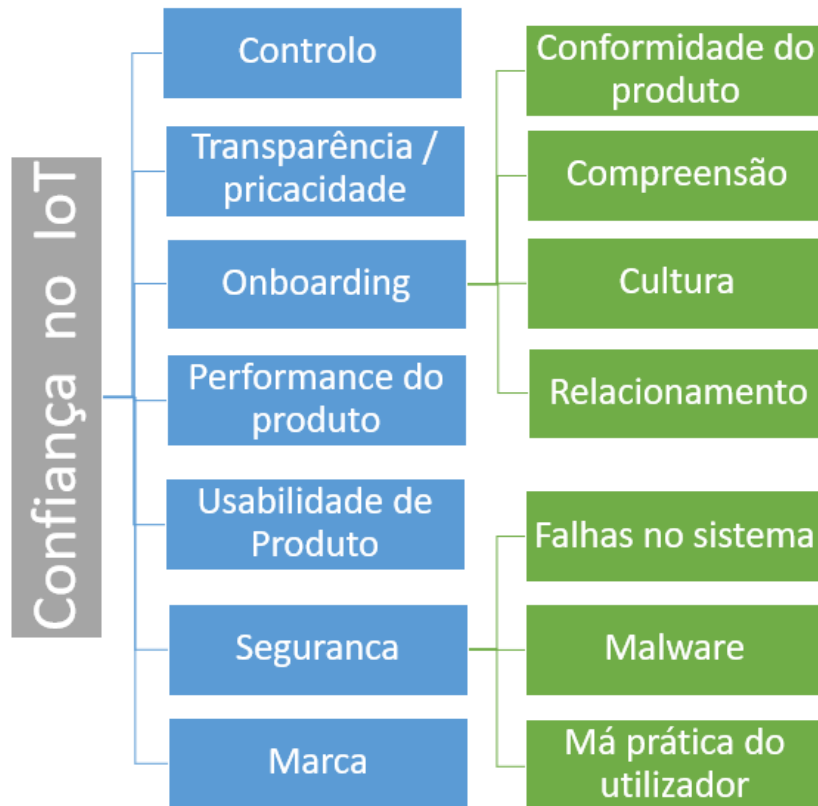 Confiança no IoT
Controlo
Transparência /
pricacidade
Onboarding
Performance do
produto
Usabilidade de
Produto
Seguranca
Marca
Conformidade do
produto
Compreensão
Cultura
Relacionamento
Falhas no sistema
Malware
Má prática do
utilizador